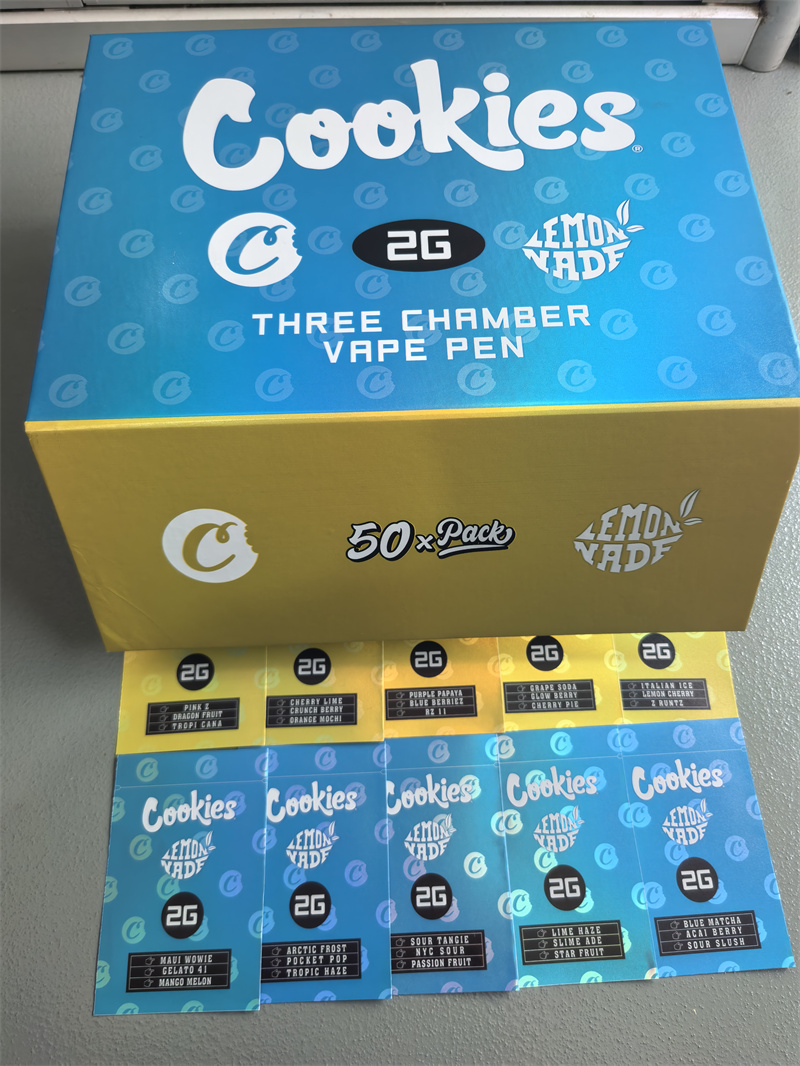 Cookies®
C
2G
LEMON
NADE
THREE CHAMBER
VAPE PEN
C
50 x Pack
LEMON
NADE
2G
PINK Z
DRAGON FRUIT
TROPI CANA
2G
CHERRY LIME
CRUNCH BERRY
ORANGE MOCHI
2G
PURPLE PAPAYA
BLUE BERRIEZ
RZ 11
2G
GRAPE SODA
GLOW BERRY
CHERRY PIE
2G
ITALIAN ICE
LEMON CHERRY
Z RUNTZ
Cookies
LEMON
NADE
2G
MAUI WOWIE
GELATO 41
MANGO MELON
Cookies
LEMON
NADE
2G
ARCTIC FROST
POCKET POP
TROPIC HAZE
Cookies
LEMON
NADE
2G
SOUR TANGIE
NYC SOUR
PASSION FRUIT
Cookies
LEMON
NADE
2G
LIME HAZE
SLIME ADE
STAR FRUIT
Cookies
LEMON
NADE
2G
BLUE MATCHA
ACAI BERRY
SOUR SLUSH